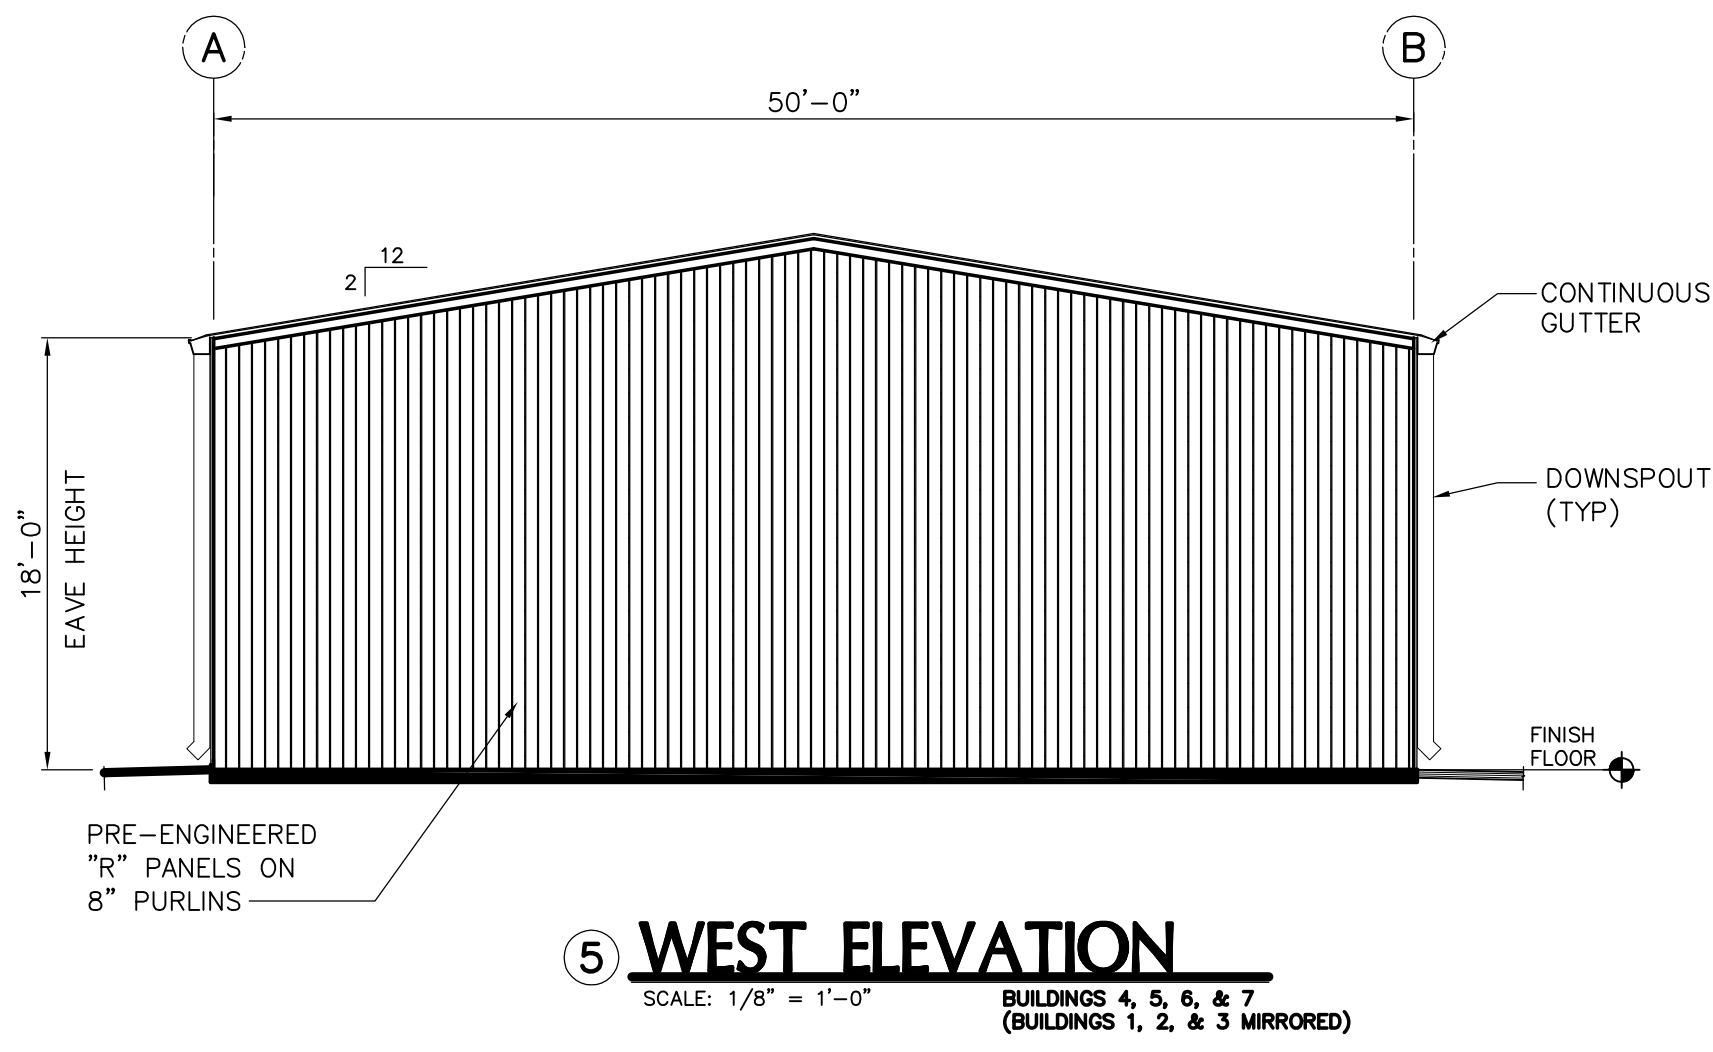 A
B
50'-0"
12
2
CONTINUOUS
GUTTER
18'-0"
EAVE HEIGHT
DOWNSPOUT
(TYP)
FINISH
FLOOR
PRE-ENGINEERED
"R" PANELS ON
8" PURLINS
5 WEST ELEVATION
SCALE: 1/8" = 1'-0"
BUILDINGS 4, 5, 6, & 7
(BUILDINGS 1, 2, & 3 MIRRORED)